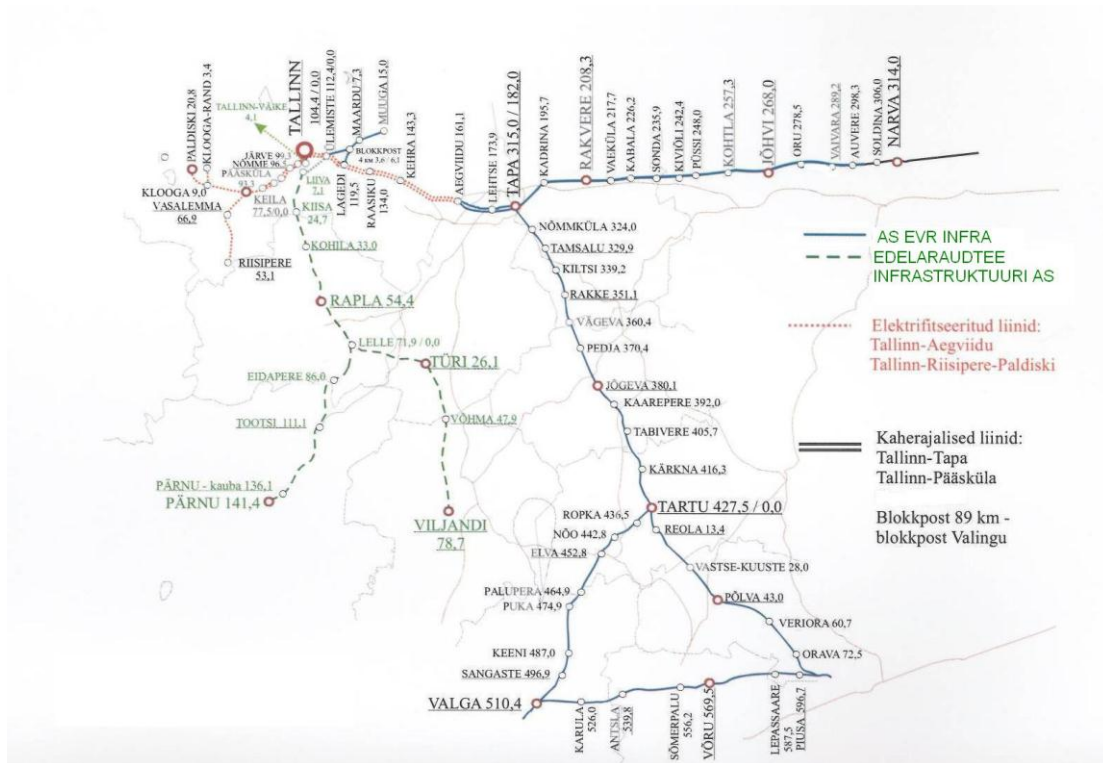 PALDISKI 20,8
KLOOGA-RAND 3,4
TALLINN-VÄIKE
4,1
TALLINN
104,4 / 0,0
ÜLEMISTE 112,4/0,0
MAARDU 7,3
MUUGA 15,0
BLOKKPOST
4 км 3,6 / 6,1
JÄRVE 99,3
NÕMME 96,5
PÄÄSKÜLA
93,3
KLOOGA 9,0
VASALEMMA
66,9
KEILA
77,5/0,0
RIISIPERE
53,1
LIIVA
7,1
KIISA
24,7
LAGEDI
119,5
RAASIKU
134,0
KEHRA 143,3
AEGVIIDU 161,1
LEHTSE 173,9
TAPA 315,0 / 182,0
KADRINA 195,7
RAKVERE 208,3
VAEKÜLA 217,7
KABALA 226,2
SONDA 235,9
KIVIÕLI 242,4
PÜSSI 248,0
KOHTLA 257,3
JÕHVI 268,0
ORU 278,5
VAIVARA 289,2
AUVERE 298,3
SOLDINA 306,0
NARVA 314,0
KOHILA 33,0
RAPLA 54,4
LELLE 71,9 / 0,0
EIDAPERE 86,0
TOOTSI 111,1
PÄRNU - kauba 136,1
PÄRNU 141,4
TÜRI 26,1
VÕHMA 47,9
VILJANDI
78,7
NÕMMKÜLA 324,0
TAMSALU 329,9
KILTSI 339,2
RAKKE 351,1
VÄGEVA 360,4
PEDJA 370,4
JÕGEVA 380,1
KAAREPERE 392,0
TABIVERE 405,7
KÄRKNA 416,3
TARTU 427,5 / 0,0
ROPKA 436,5
NÕO 442,8
ELVA 452,8
PALUPERA 464,9
PUKA 474,9
KEENI 487,0
SANGASTE 496,9
VALGA 510,4
REOLA 13,4
VASTSE-KUUSTE 28,0
PÕLVA 43,0
VERIORA 60,7
ORAVA 72,5
KARULA
526,0
ANTSLA
539,8
SÕMERPALU
556,2
VÕRU 569,5
LEPASSAARE
587,5
PIUSA 596,7
AS EVR INFRA
EDELARAUDTEE
INFRASTRUKTUURI AS
Elektrifitseeritud liinid:
Tallinn-Aegviidu
Tallinn-Riisipere-Paldiski
Kaherajalised liinid:
Tallinn-Tapa
Tallinn-Pääsküla
Blokkpost 89 km -
blokkpost Valingu